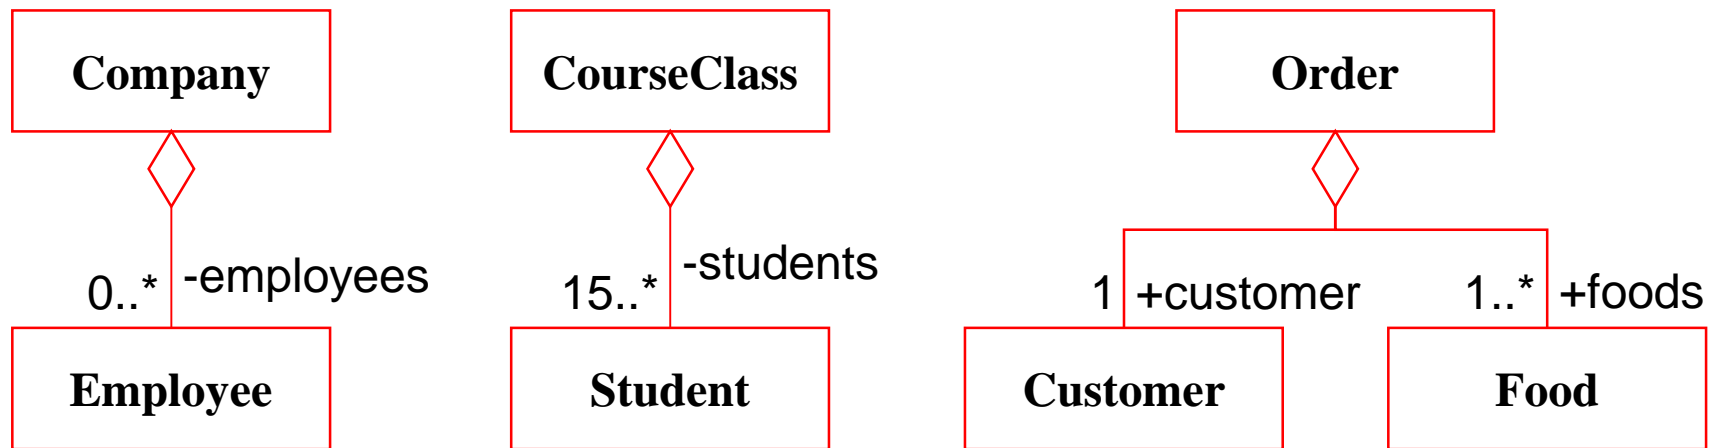 Company
CourseClass
Order
0..*
-employees
15..*
-students
1
+customer
1..*
+foods
Employee
Student
Customer
Food